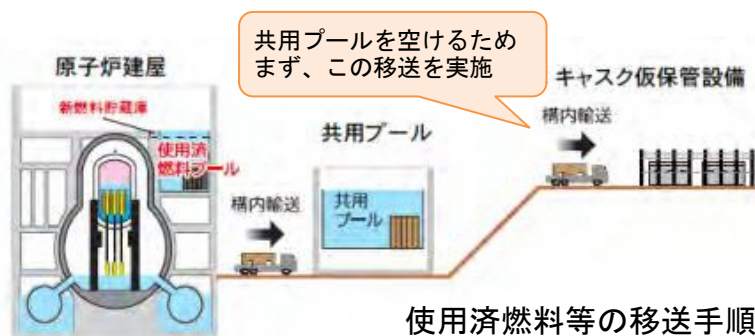 共用プールを空けるため
まず、この移送を実施
原子炉建屋
キャスク仮保管設備
新燃料貯蔵庫
使用済
燃料プール
共用プール
構内輸送
共用
プール
構内輸送
使用済燃料等の移送手順